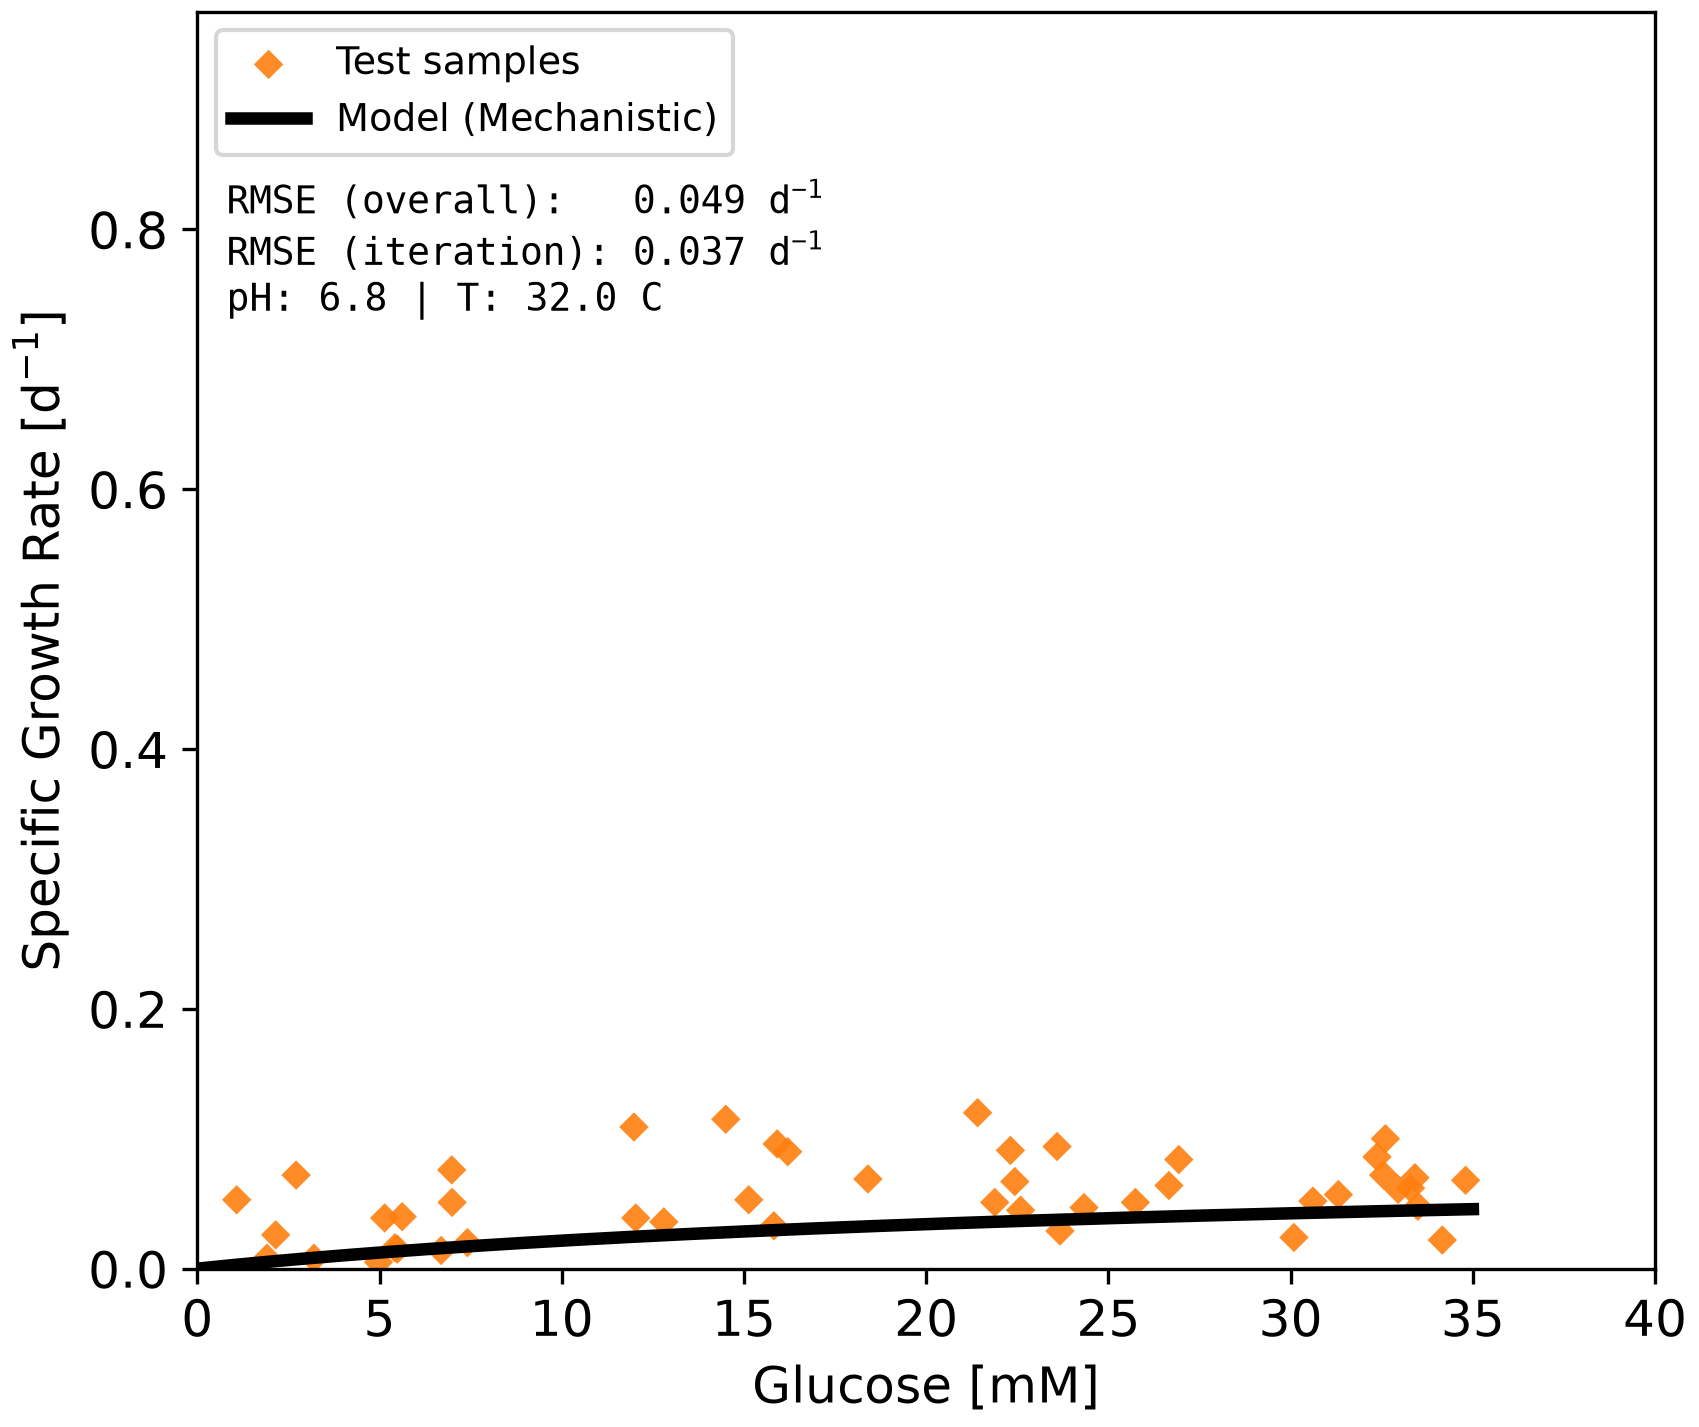 Test samples
Model (Mechanistic)
RMSE (overall):   0.049 d⁻¹
RMSE (iteration): 0.037 d⁻¹
pH: 6.8 | T: 32.0 C
Specific Growth Rate [d⁻¹]
0.8
0.6
0.4
0.2
0.0
0 5 10 15 20 25 30 35 40
Glucose [mM]